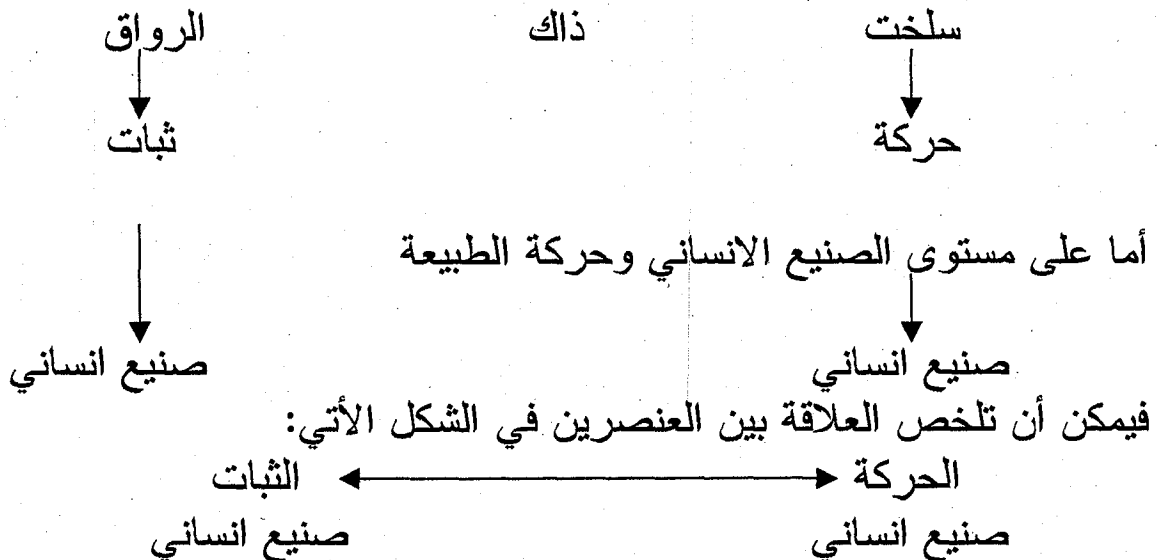 سلخت ذاك الرواق
حركة ثبات
أما على مستوى الصنيع الانساني وحركة الطبيعة
صنيع انساني صنيع انساني
فيمكن أن تلخص العلاقة بين العنصرين في الشكل الأتي:
الحركة الثبات
صنيع انساني صنيع انساني